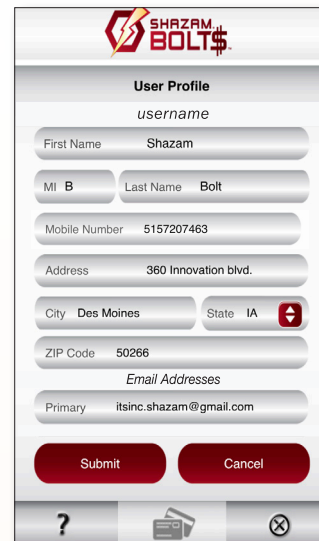 SHAZAM
BOLT$
User Profile
username
First Name Shazam
MI B Last Name Bolt
Mobile Number 5157207463
Address 360 Innovation blvd.
City Des Moines State IA
ZIP Code 50266
Email Addresses
Primary itsinc.shazam@gmail.com
Submit Cancel
?